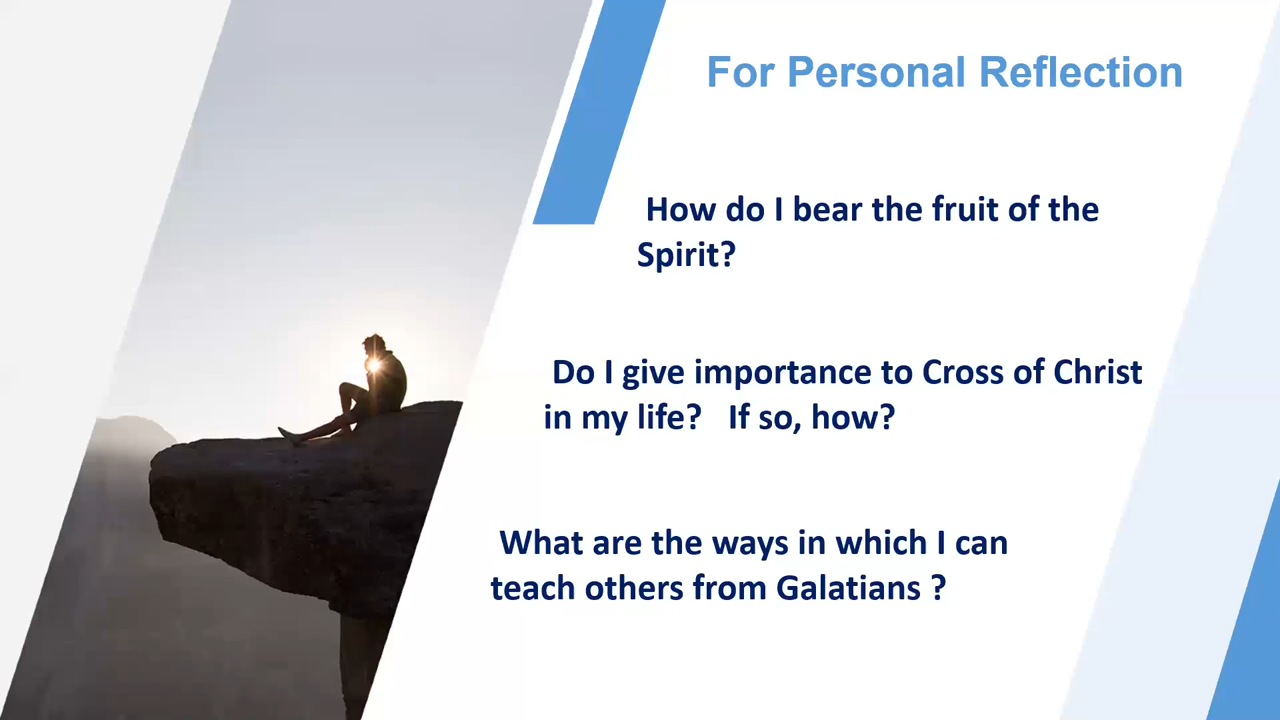 For Personal Reflection
How do I bear the fruit of the
Spirit?
Do I give importance to Cross of Christ
in my life?   If so, how?
What are the ways in which I can
teach others from Galatians ?